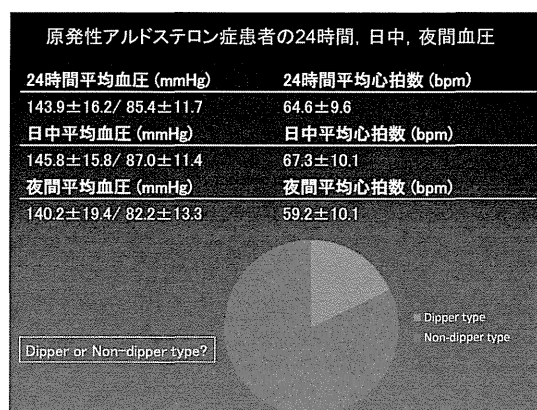 原発性アルドステロン症患者の24時間, 日中, 夜間血圧
24時間平均血圧 (mmHg) 24時間平均心拍数 (bpm)
143.9±16.2/ 85.4±11.7 64.6±9.6
日中平均血圧 (mmHg) 日中平均心拍数 (bpm)
145.8±15.8/ 87.0±11.4 67.3±10.1
夜間平均血圧 (mmHg) 夜間平均心拍数 (bpm)
140.2±19.4/ 82.2±13.3 59.2±10.1
Dipper type
Non-dipper type
Dipper or Non-dipper type?